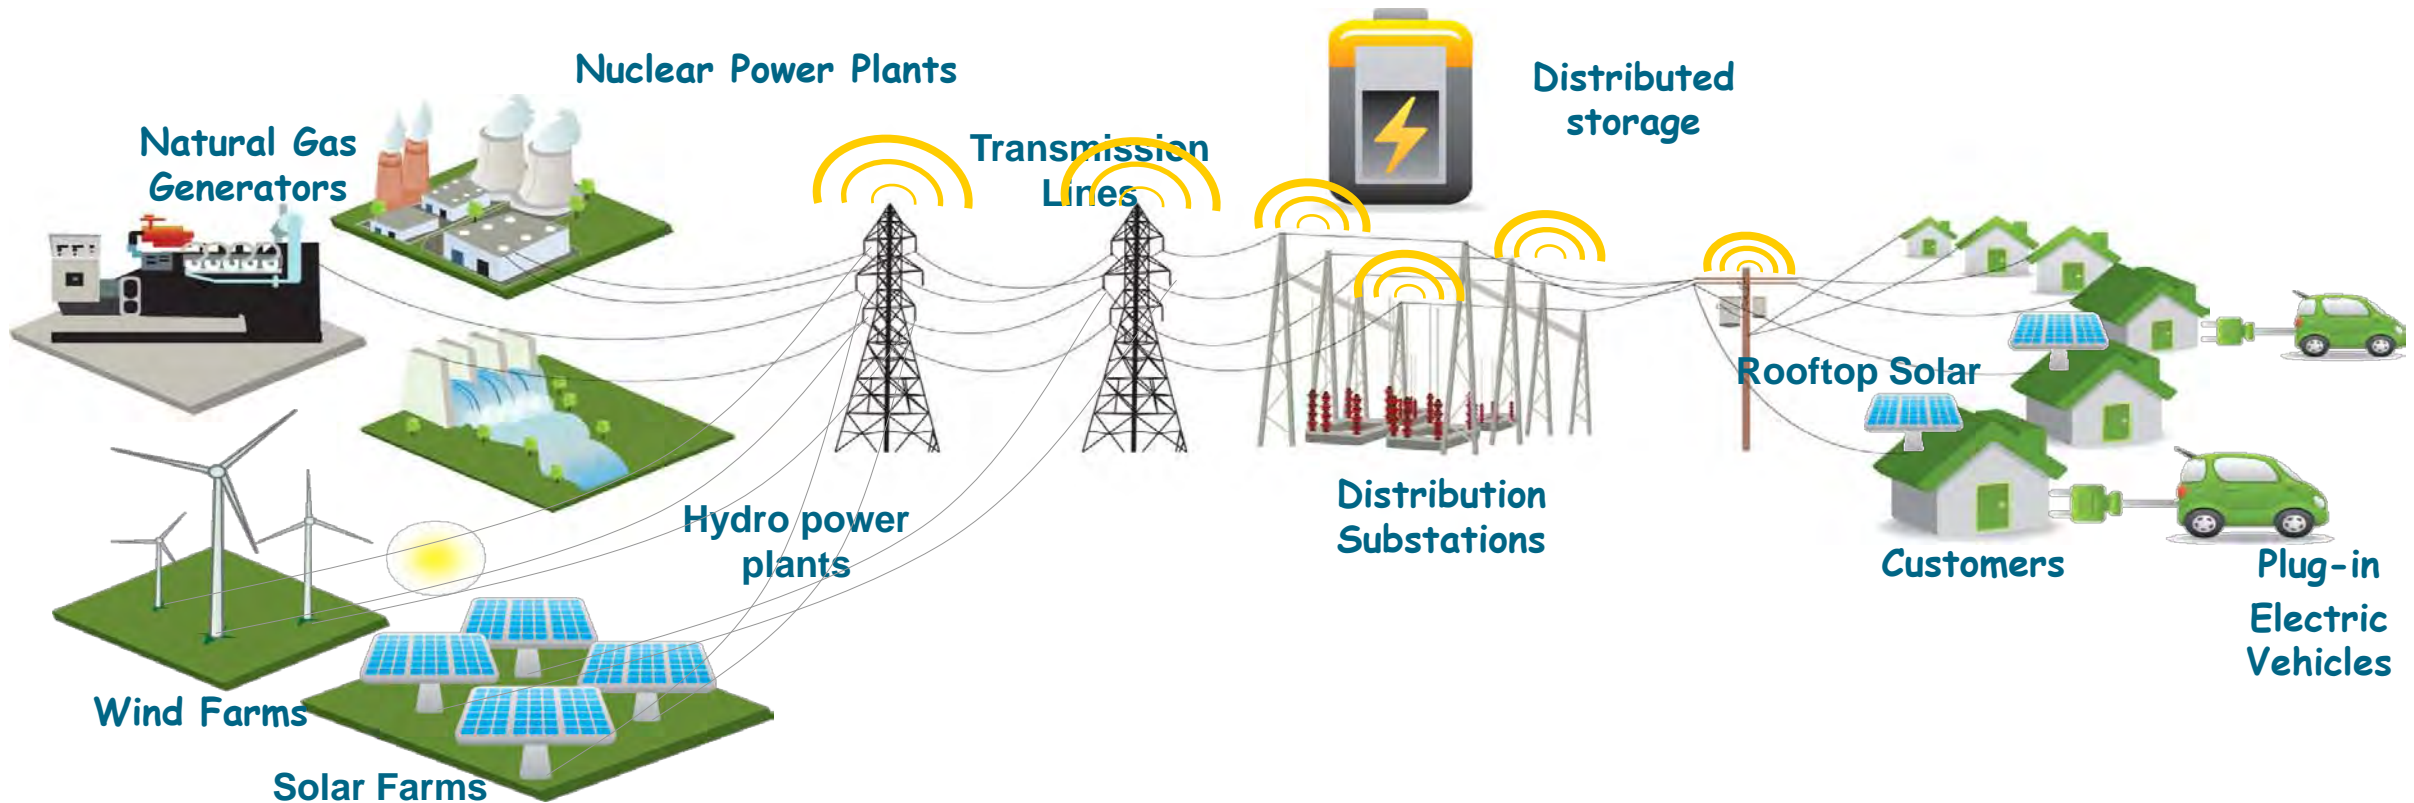 Nuclear Power Plants
Natural Gas
Generators
Transmission
Lines
Distributed
storage
Rooftop Solar
Hydro power
plants
Distribution
Substations
Customers
Plug-in
Electric
Vehicles
Wind Farms
Solar Farms